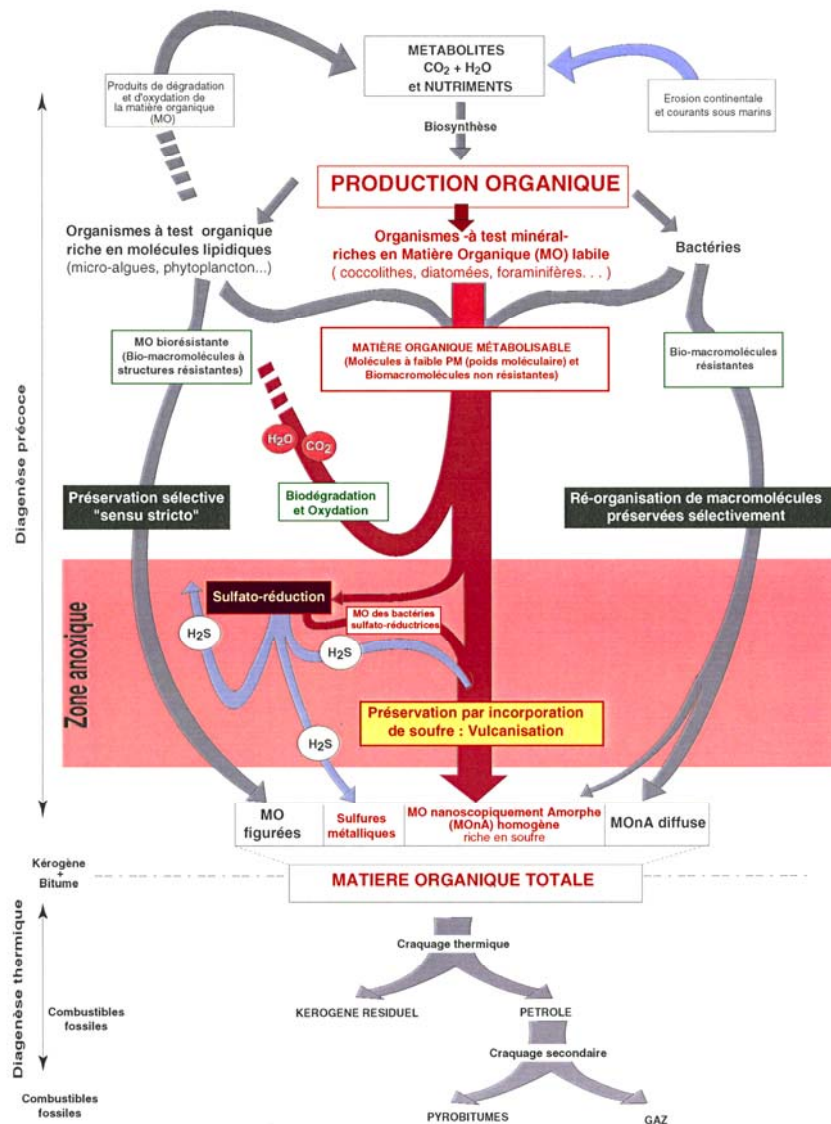 METABOLITES
CO2 + H2O
et NUTRIMENTS
Produits de dégradation
et d'oxydation de
la matière organique
(MO)
Erosion continentale
et courants sous marins
Biosynthèse
PRODUCTION ORGANIQUE
Organismes à test organique
riche en molécules lipidiques
(micro-algues, phytoplancton...)
Organismes -à test minéral-
riches en Matière Organique (MO) labile
( coccolithes, diatomées, foraminifères. . . )
Bactéries
MO biorésistante
(Bio-macromolécules à
structures résistantes)
MATIÈRE ORGANIQUE MÉTABOLISABLE
(Molécules à faible PM (poids moléculaire) et
Biomacromolécules non résistantes)
Bio-macromolécules
résistantes
H2O
CO2
Diagenèse précoce
Préservation sélective
"sensu stricto"
Biodégradation
et Oxydation
Ré-organisation de macromolécules
préservées sélectivement
Zone anoxique
Sulfato-réduction
MO des bactéries
sulfato-réductrices
H2S
H2S
Préservation par incorporation
de soufre : Vulcanisation
H2S
MO
figurées
Sulfures
métalliques
MO nanoscopiquement Amorphe
(MOnA) homogène
riche en soufre
MOnA diffuse
Kérogène
+
Bitume
MATIERE ORGANIQUE TOTALE
Diagenèse thermique
Craquage thermique
Combustibles
fossiles
KEROGENE RESIDUEL
PETROLE
Craquage secondaire
Combustibles
fossiles
PYROBITUMES
GAZ